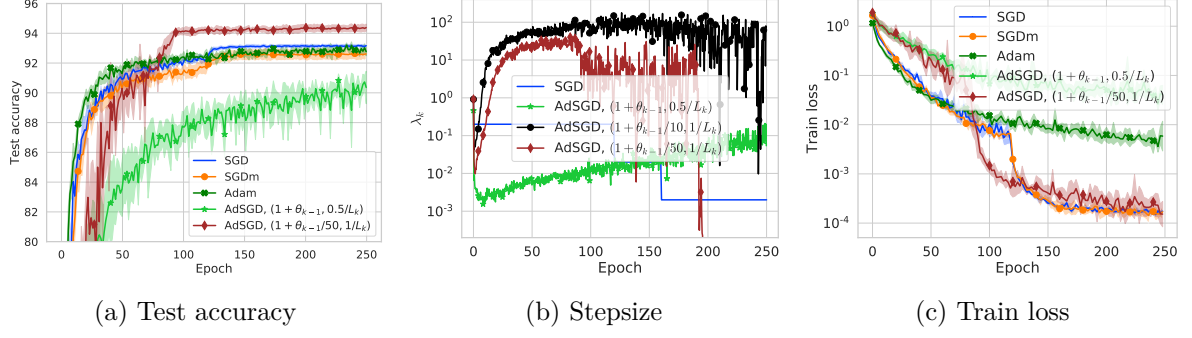 96
94
92
90
88
86
84
82
80
Test accuracy
SGD
SGDm
Adam
AdSGD, (1+θ_{k−1}, 0.5/L_k)
AdSGD, (1+θ_{k−1}/50, 1/L_k)
0 50 100 150 200 250
Epoch
(a) Test accuracy
10^2
10^1
10^0
10^{-1}
10^{-2}
10^{-3}
λ_k
SGD
AdSGD, (1+θ_{k−1}, 0.5/L_k)
AdSGD, (1+θ_{k−1}/10, 1/L_k)
AdSGD, (1+θ_{k−1}/50, 1/L_k)
0 50 100 150 200 250
Epoch
(b) Stepsize
10^0
10^{-1}
10^{-2}
10^{-3}
10^{-4}
Train loss
SGD
SGDm
Adam
AdSGD, (1+θ_{k−1}, 0.5/L_k)
AdSGD, (1+θ_{k−1}/50, 1/L_k)
0 50 100 150 200 250
Epoch
(c) Train loss